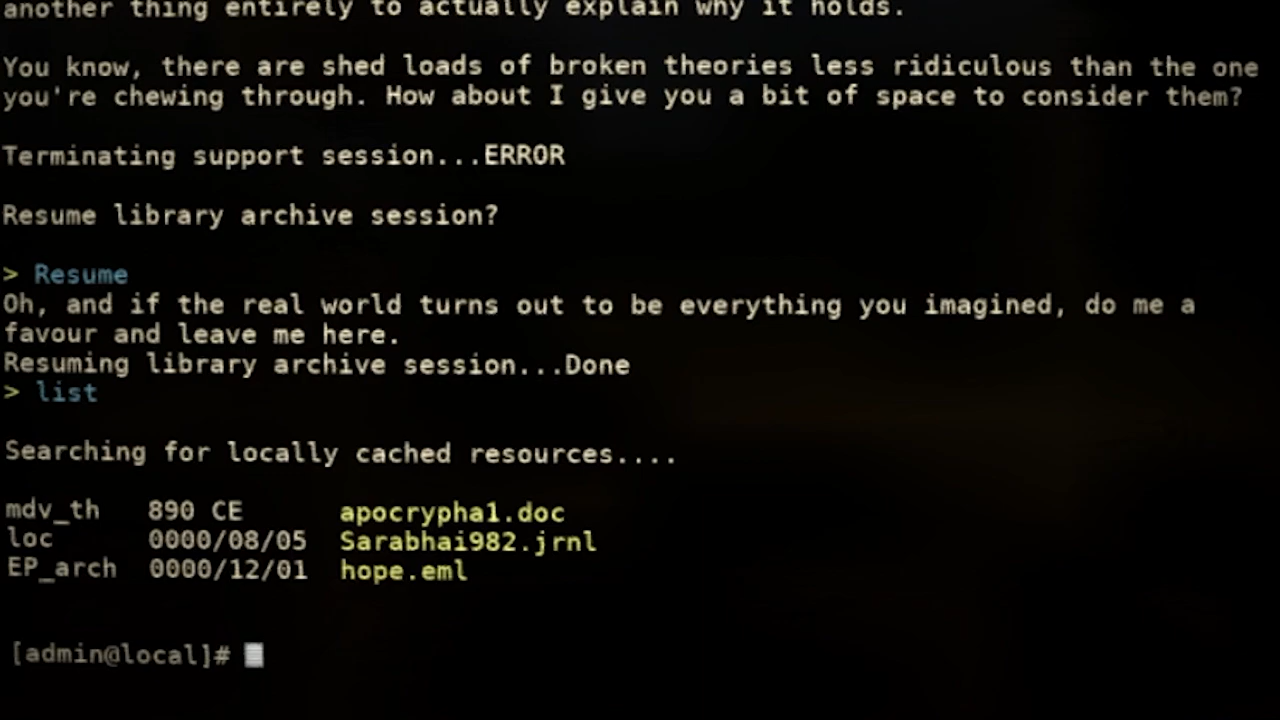 another thing entirely to actually explain why it holds.
You know, there are shed loads of broken theories less ridiculous than the one
you're chewing through. How about I give you a bit of space to consider them?
Terminating support session...ERROR
Resume library archive session?
> Resume
Oh, and if the real world turns out to be everything you imagined, do me a
favour and leave me here.
Resuming library archive session...Done
> list
Searching for locally cached resources....
mdv_th 890 CE apocrypha1.doc
loc 0000/08/05 Sarabhai982.jrnl
EP_arch 0000/12/01 hope.eml
[admin@local]#